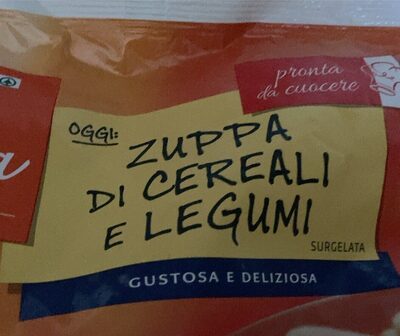 pronta
da cuocere
OGGI:
ZUPPA
DI CEREALI
E LEGUMI
SURGELATA
GUSTOSA E DELIZIOSA